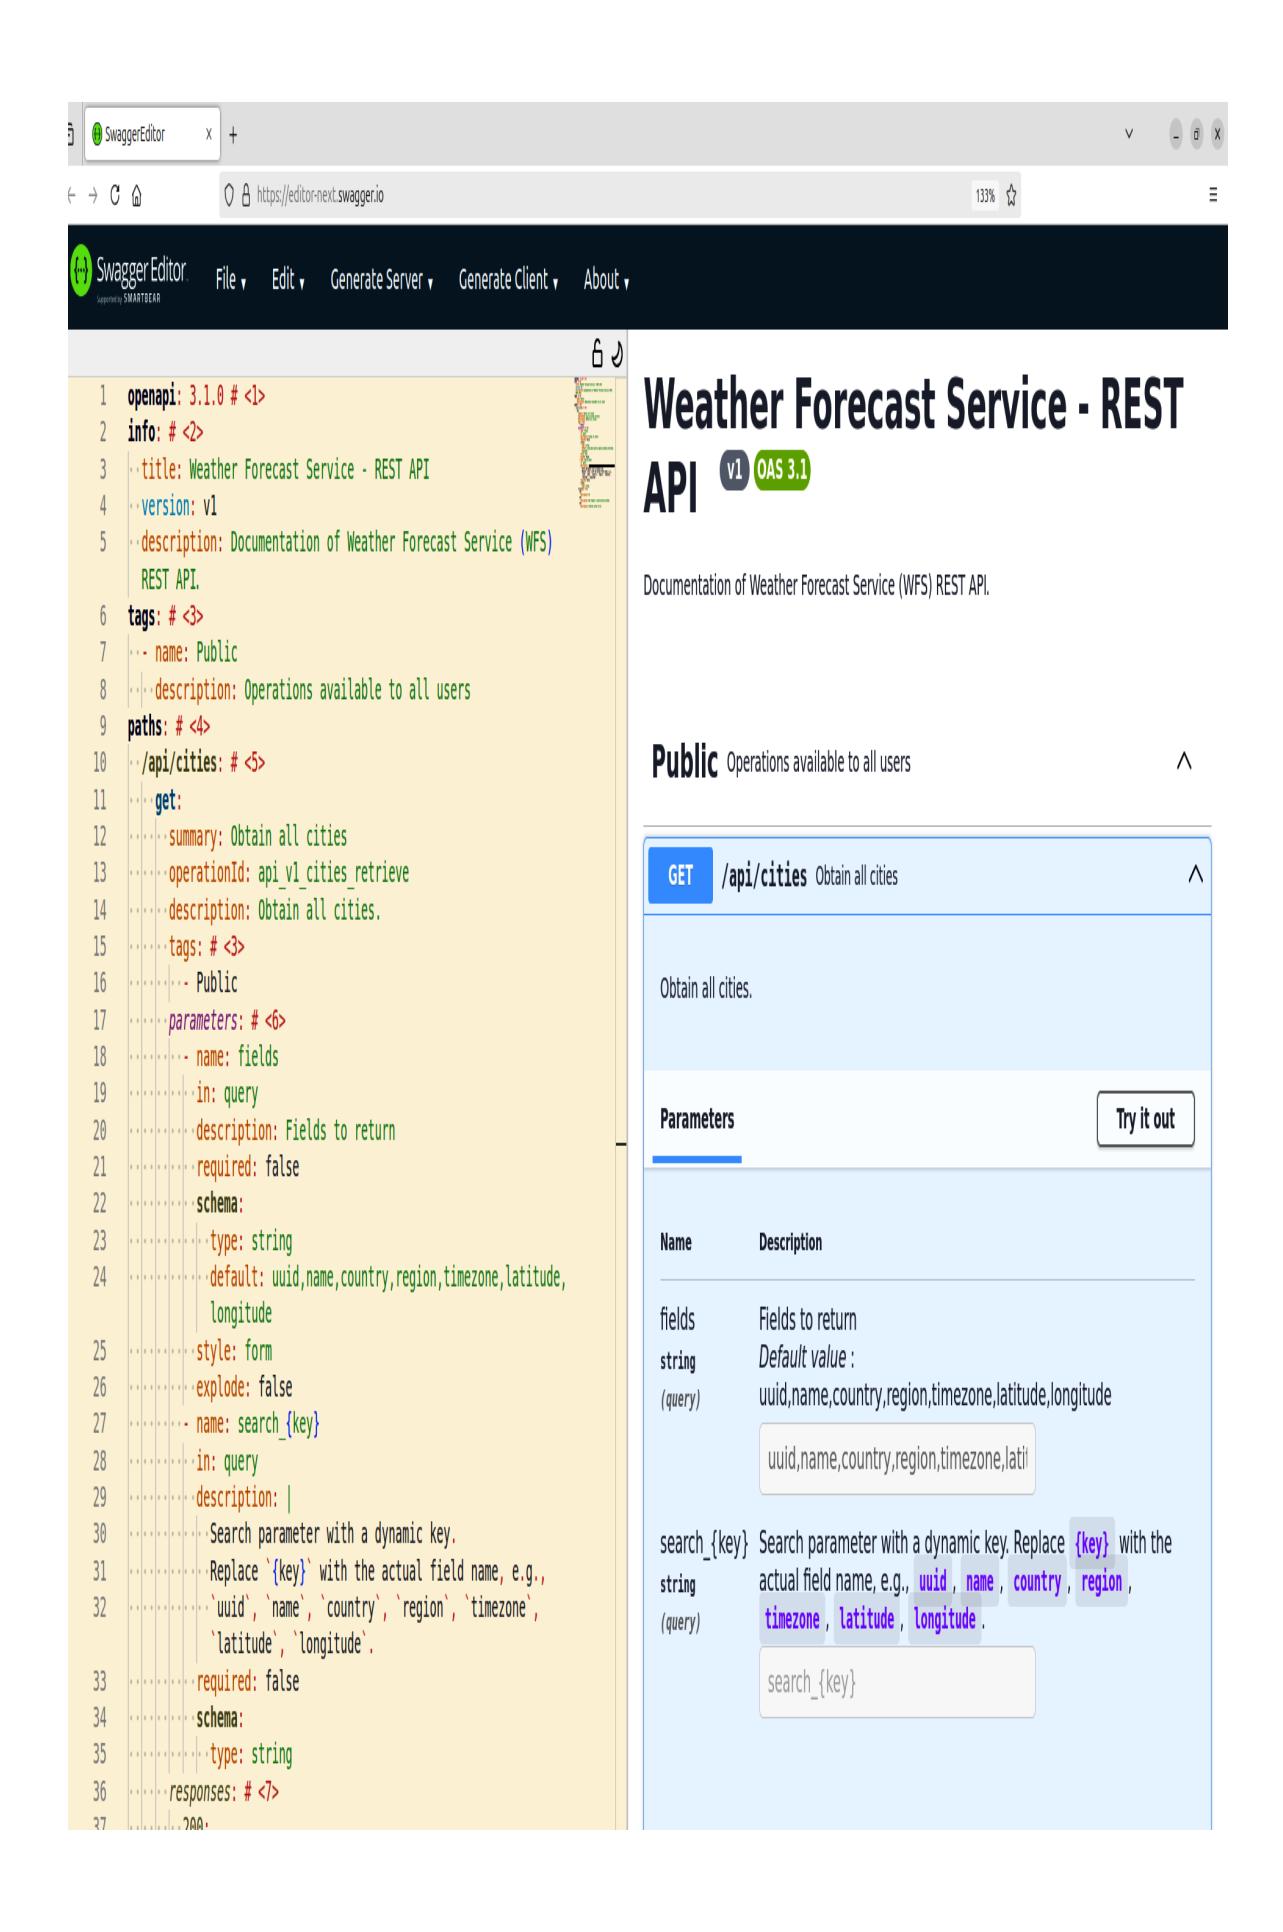 SwaggerEditor
https://editor-next.swagger.io
133%
Swagger Editor
Supported by SMARTBEAR
File
Edit
Generate Server
Generate Client
About
1 openapi: 3.1.0 # <1>
2 info: # <2>
3 title: Weather Forecast Service - REST API
4 version: v1
5 description: Documentation of Weather Forecast Service (WFS)
REST API.
6 tags: # <3>
7 - name: Public
8 description: Operations available to all users
9 paths: # <4>
10 /api/cities: # <5>
11 get:
12 summary: Obtain all cities
13 operationId: api_v1_cities_retrieve
14 description: Obtain all cities.
15 tags: # <3>
16 - Public
17 parameters: # <6>
18 - name: fields
19 in: query
20 description: Fields to return
21 required: false
22 schema:
23 type: string
24 default: uuid,name,country,region,timezone,latitude,
longitude
25 style: form
26 explode: false
27 - name: search_{key}
28 in: query
29 description: |
30 Search parameter with a dynamic key.
31 Replace `{key}` with the actual field name, e.g.,
32 `uuid`, `name`, `country`, `region`, `timezone`,
`latitude`, `longitude`.
33 required: false
34 schema:
35 type: string
36 responses: # <7>
37 200:
Weather Forecast Service - REST
API v1 OAS 3.1
Documentation of Weather Forecast Service (WFS) REST API.
Public Operations available to all users
GET /api/cities Obtain all cities
Obtain all cities.
Parameters
Try it out
Name Description
fields
string
(query)
Fields to return
Default value :
uuid,name,country,region,timezone,latitude,longitude
uuid,name,country,region,timezone,latit
search_{key}
string
(query)
Search parameter with a dynamic key. Replace {key} with the
actual field name, e.g., uuid , name , country , region ,
timezone , latitude , longitude .
search_{key}